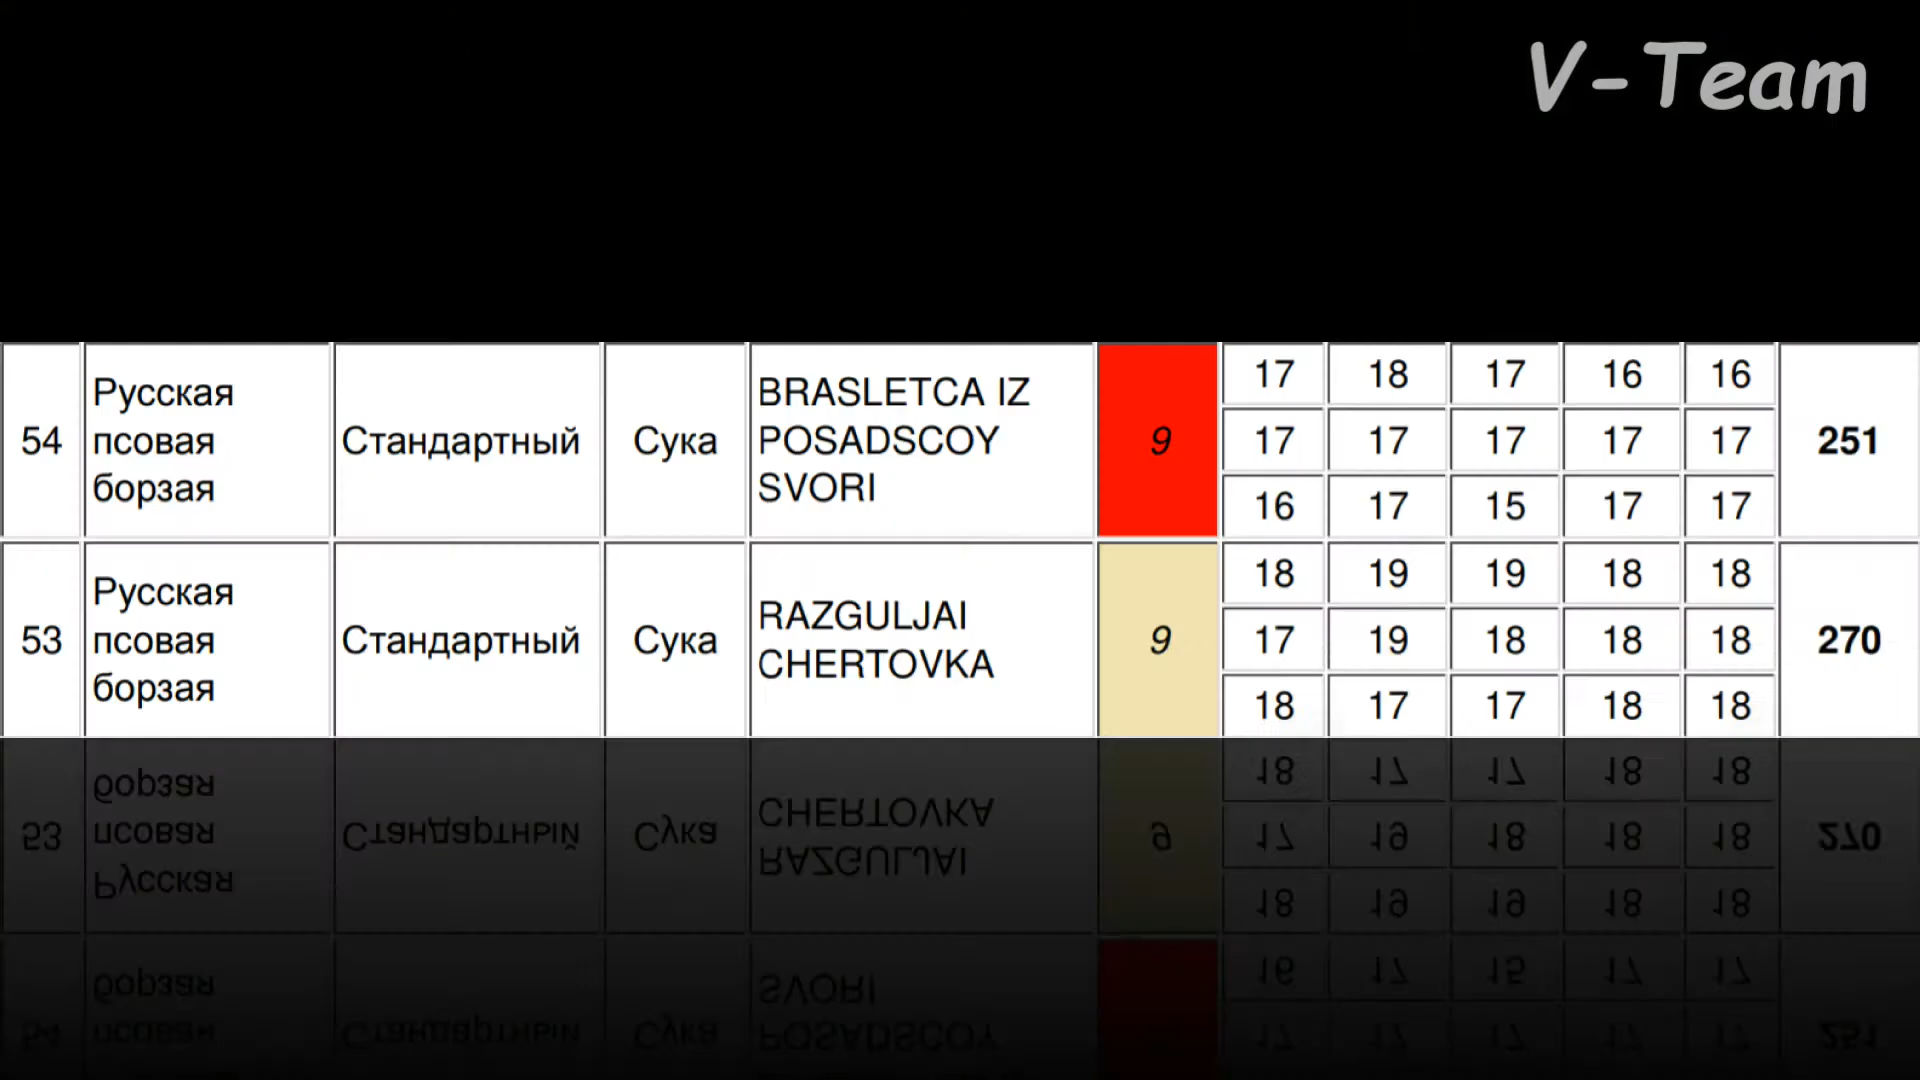 V-Team
54
Русская
псовая
борзая
Стандартный
Сука
BRASLETCA IZ
POSADSCOY
SVORI
9
17 18 17 16 16
17 17 17 17 17
16 17 15 17 17
251
53
Русская
псовая
борзая
Стандартный
Сука
RAZGULJAI
CHERTOVKA
9
18 19 19 18 18
17 19 18 18 18
18 17 17 18 18
270